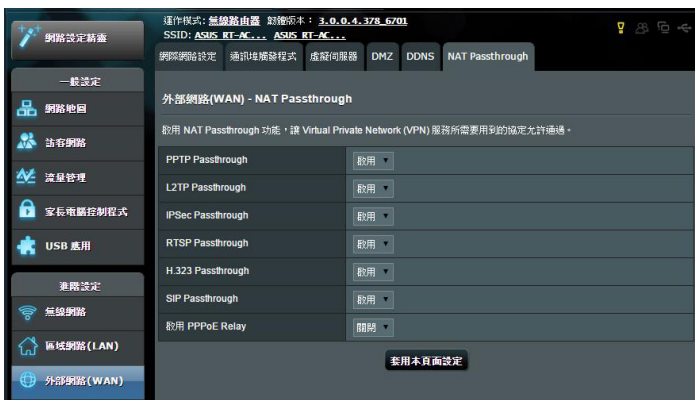 網路設定精靈
一般設定
網路地圖
訪客網路
流量管理
家長電腦控制程式
USB 應用
進階設定
無線網路
區域網路(LAN)
外部網路(WAN)
運作模式: 無線路由器 韌體版本: 3.0.0.4.378_6701
SSID: ASUS RT-AC... ASUS RT-AC...
網際網路設定 通訊埠觸發程式 虛擬伺服器 DMZ DDNS NAT Passthrough
外部網路(WAN) - NAT Passthrough
啟用 NAT Passthrough 功能，讓 Virtual Private Network (VPN) 服務所需要用到的協定允許通過。
PPTP Passthrough 啟用
L2TP Passthrough 啟用
IPSec Passthrough 啟用
RTSP Passthrough 啟用
H.323 Passthrough 啟用
SIP Passthrough 啟用
啟用 PPPoE Relay 關閉
套用本頁面設定